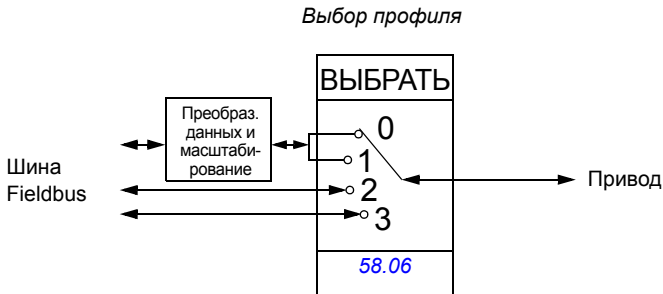 Выбор профиля
ВЫБРАТЬ
Преобраз.
данных и
масштаби-
рование
0
1
2
3
Шина
Fieldbus
Привод
58.06